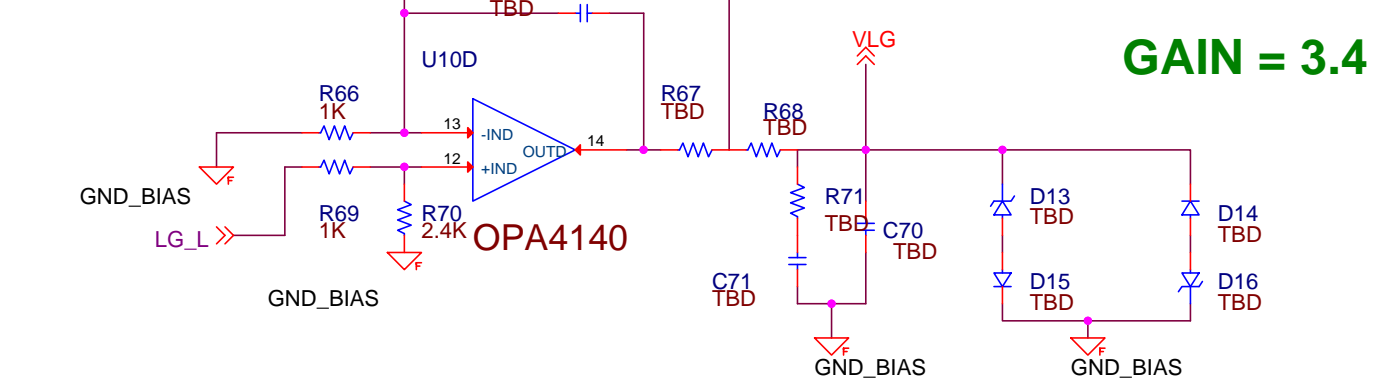 TBD
VLG
GAIN = 3.4
U10D
R66
1K
R67
TBD
R68
TBD
13
-IND
OUTD
14
12
+IND
GND_BIAS
R69
1K
R70
2.4K
OPA4140
LG_L
GND_BIAS
R71
TBD
C70
TBD
C71
TBD
D13
TBD
D14
TBD
D15
TBD
D16
TBD
F
F
F
F
GND_BIAS
GND_BIAS